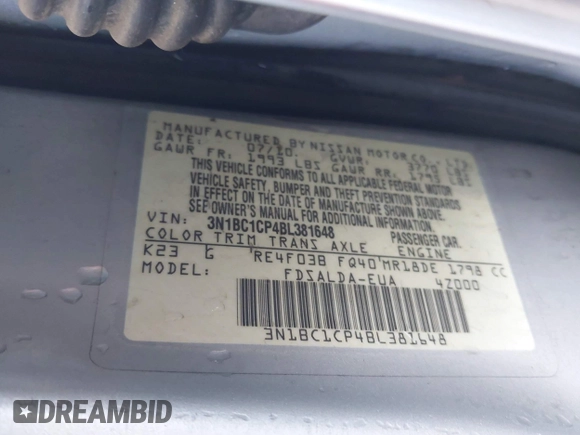 MANUFACTURED BY NISSAN MOTOR CO., LTD.
DATE: 07/10 GVWR: LBS
GAWR FR: 1993 LBS GAWR RR: 1792 LBS
THIS VEHICLE CONFORMS TO ALL APPLICABLE FEDERAL MOTOR
VEHICLE SAFETY, BUMPER AND THEFT PREVENTION STANDARDS
IN EFFECT ON THE DATE OF MANUFACTURE SHOWN ABOVE.
SEE OWNER'S MANUAL FOR ADDITIONAL INFORMATION.
VIN: 3N1BC1CP4BL381648 PASSENGER CAR
COLOR TRIM TRANS AXLE ENGINE
K23 G RE4F03B FQ40 MR18DE 1798 CC
MODEL: FDSALDA-EUA 4Z000
3N1BC1CP4BL381648
DREAMBID